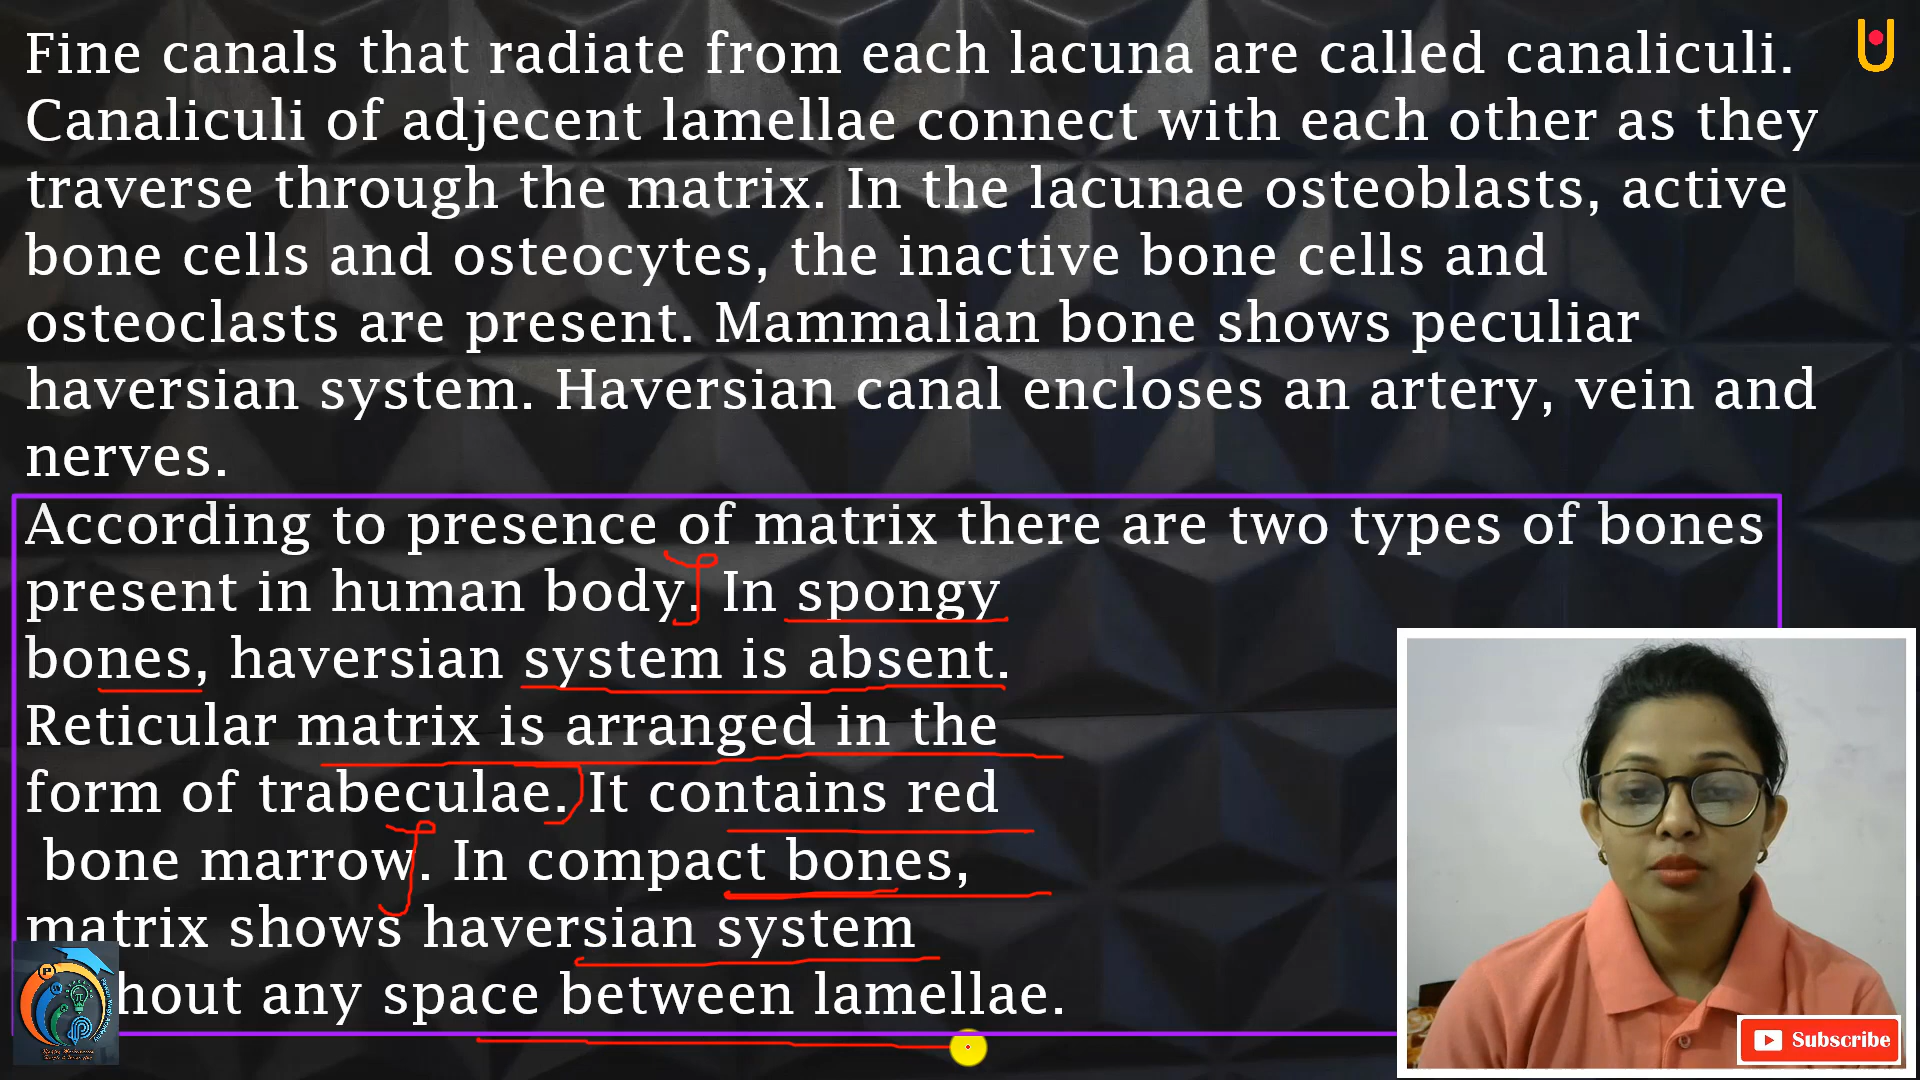 Fine canals that radiate from each lacuna are called canaliculi.
Canaliculi of adjecent lamellae connect with each other as they
traverse through the matrix. In the lacunae osteoblasts, active
bone cells and osteocytes, the inactive bone cells and
osteoclasts are present. Mammalian bone shows peculiar
haversian system. Haversian canal encloses an artery, vein and
nerves.
According to presence of matrix there are two types of bones
present in human body. In spongy
bones, haversian system is absent.
Reticular matrix is arranged in the
form of trabeculae. It contains red
bone marrow. In compact bones,
matrix shows haversian system
hout any space between lamellae.
Subscribe